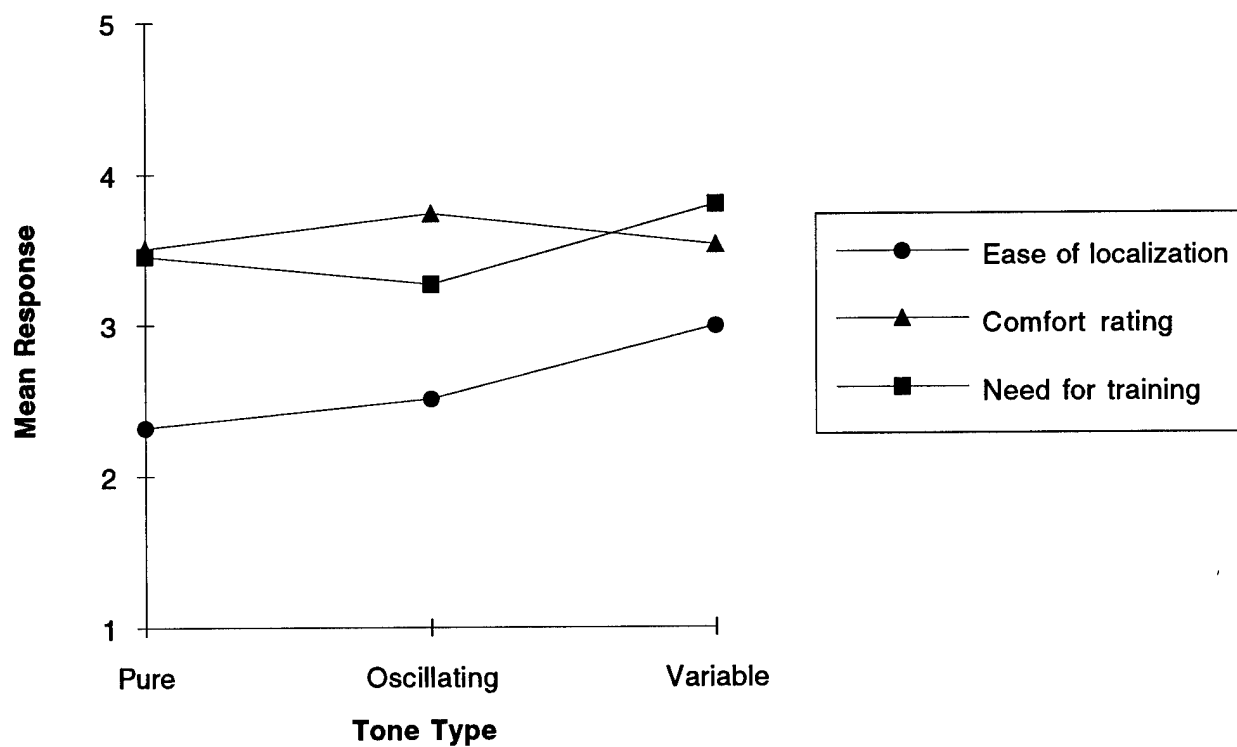 5
4
3
2
1
Mean Response
Pure
Oscillating
Variable
Tone Type
Ease of localization
Comfort rating
Need for training